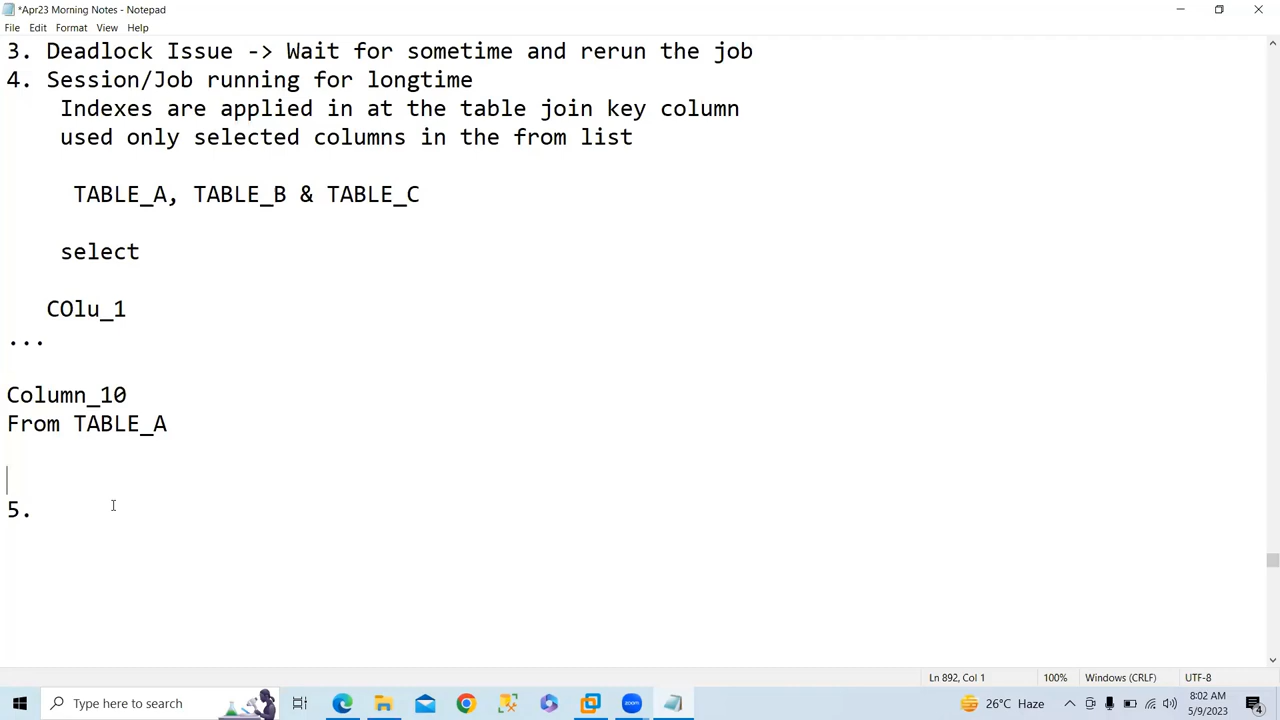 *Apr23 Morning Notes - Notepad
File Edit Format View Help
3. Deadlock Issue -> Wait for sometime and rerun the job
4. Session/Job running for longtime
Indexes are applied in at the table join key column
used only selected columns in the from list
TABLE_A, TABLE_B & TABLE_C
select
COlu_1
...
Column_10
From TABLE_A
5.
Ln 892, Col 1 100% Windows (CRLF) UTF-8
Type here to search
zoom
26°C Haze
8:02 AM
5/9/2023
4